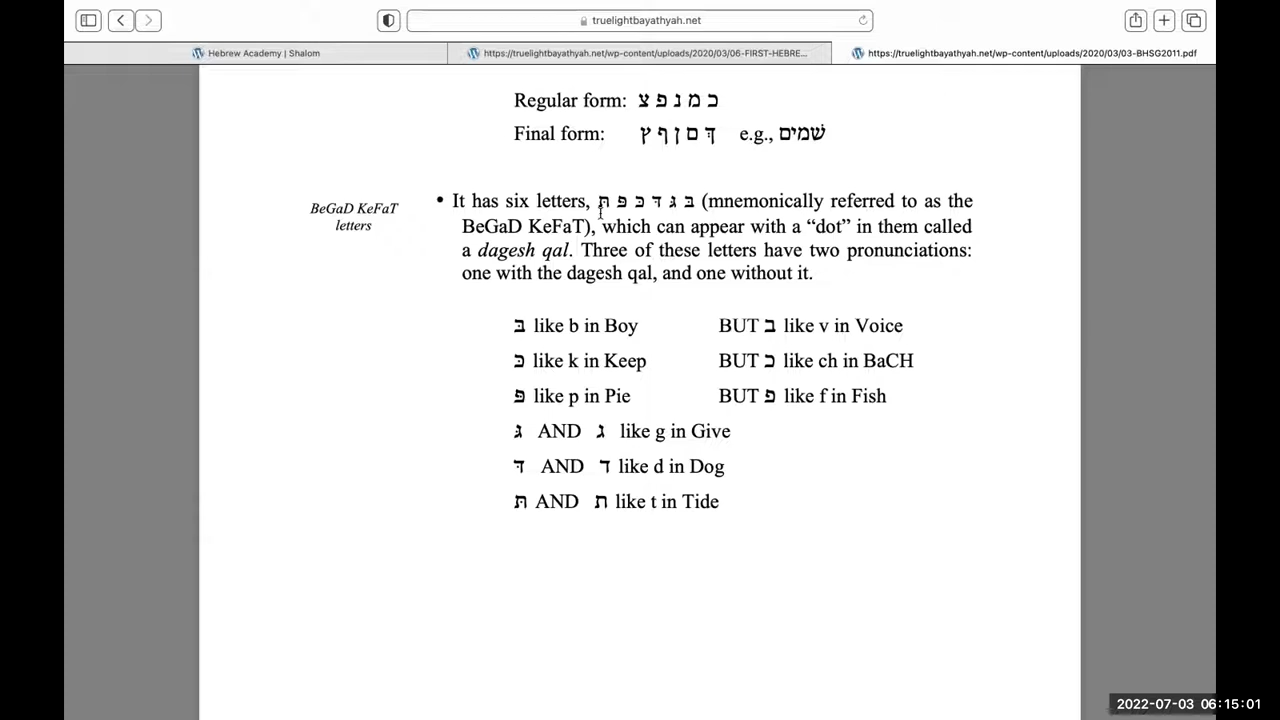 truelightbayathyah.net
Hebrew Academy | Shalom
https://truelightbayathyah.net/wp-content/uploads/2020/03/06-FIRST-HEBRE...
https://truelightbayathyah.net/wp-content/uploads/2020/03/03-BHSG2011.pdf
Regular form: כ מ נ פ צ
Final form: ךְ ם ן ף ץ e.g., שׁמים
BeGaD KeFaT
letters
• It has six letters, בּ גּ דּ כּ פּ תּ (mnemonically referred to as the
BeGaD KeFaT), which can appear with a “dot” in them called
a dagesh qal. Three of these letters have two pronunciations:
one with the dagesh qal, and one without it.
בּ like b in Boy BUT ב like v in Voice
כּ like k in Keep BUT כ like ch in BaCH
פּ like p in Pie BUT פ like f in Fish
גּ AND ג like g in Give
דּ AND ד like d in Dog
תּ AND ת like t in Tide
2022-07-03 06:15:01